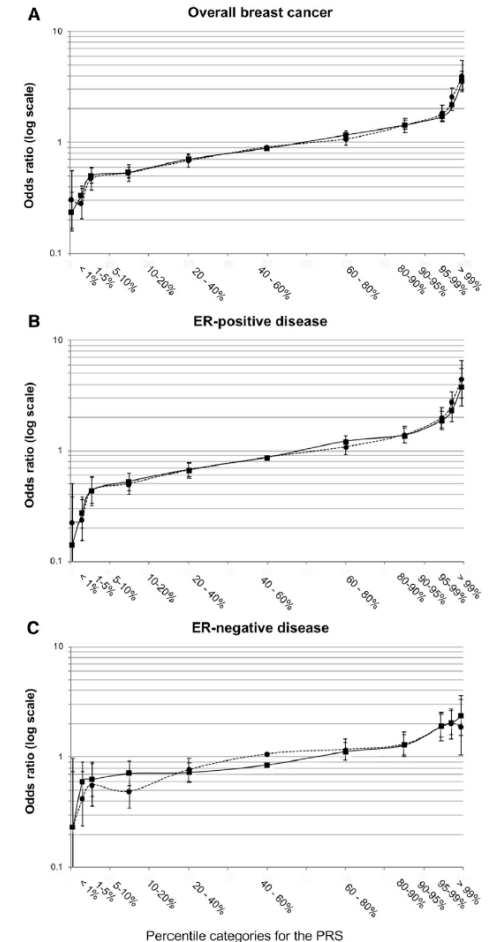 A
Overall breast cancer
Odds ratio (log scale)
10
1
0.1
< 1%
1-5%
5-10%
10-20%
20 - 40%
40 - 60%
60 - 80%
80-90%
90-95%
95-99%
> 99%
B
ER-positive disease
Odds ratio (log scale)
10
1
0.1
< 1%
1-5%
5-10%
10-20%
20 - 40%
40 - 60%
60 - 80%
80-90%
90-95%
95-99%
> 99%
C
ER-negative disease
Odds ratio (log scale)
10
1
0.1
< 1%
1-5%
5-10%
10-20%
20 - 40%
40 - 60%
60 - 80%
80-90%
90-95%
95-99%
> 99%
Percentile categories for the PRS